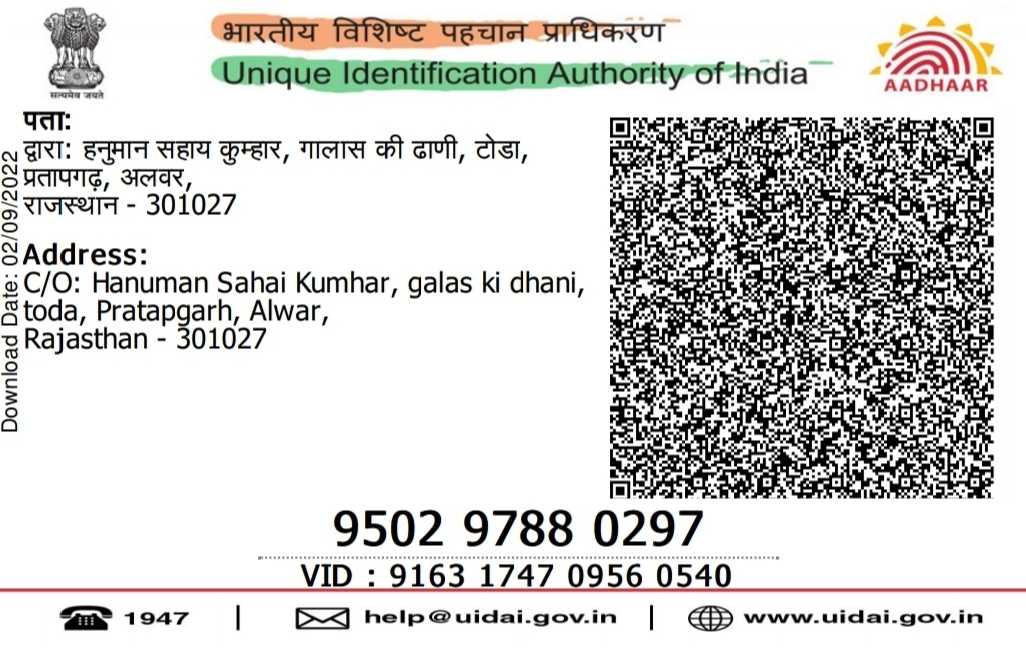 भारतीय विशिष्ट पहचान प्राधिकरण
Unique Identification Authority of India
सत्यमेव जयते
AADHAAR
पता:
द्वारा: हनुमान सहाय कुम्हार, गालास की ढाणी, टोडा,
प्रतापगढ़, अलवर,
राजस्थान - 301027
Address:
C/O: Hanuman Sahai Kumhar, galas ki dhani,
toda, Pratapgarh, Alwar,
Rajasthan - 301027
Download Date: 02/09/2022
9502 9788 0297
VID : 9163 1747 0956 0540
1947 | help@uidai.gov.in | www.uidai.gov.in